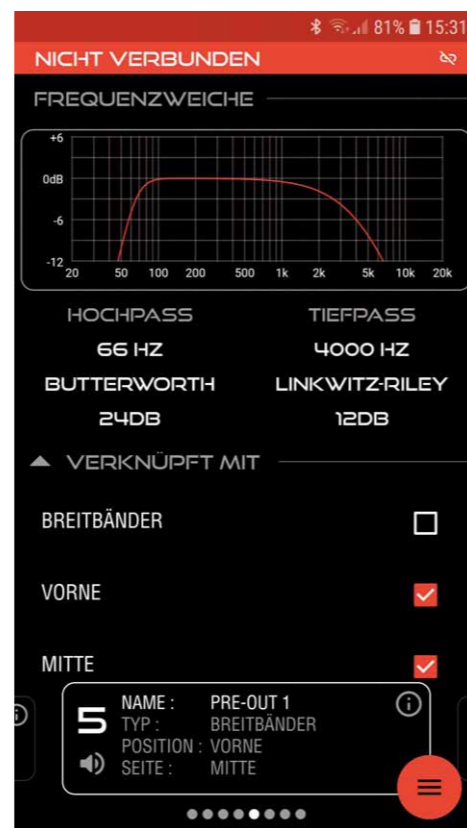 81% 15:31
NICHT VERBUNDEN
FREQUENZWEICHE
+6
0dB
-6
-12
20 50 100 200 500 1k 2k 5k 10k 20k
HOCHPASS TIEFPASS
66 HZ 4000 HZ
BUTTERWORTH LINKWITZ-RILEY
24DB 12DB
VERKNÜPFT MIT
BREITBÄNDER
VORNE
MITTE
5
NAME : PRE-OUT 1
TYP : BREITBÄNDER
POSITION : VORNE
SEITE : MITTE